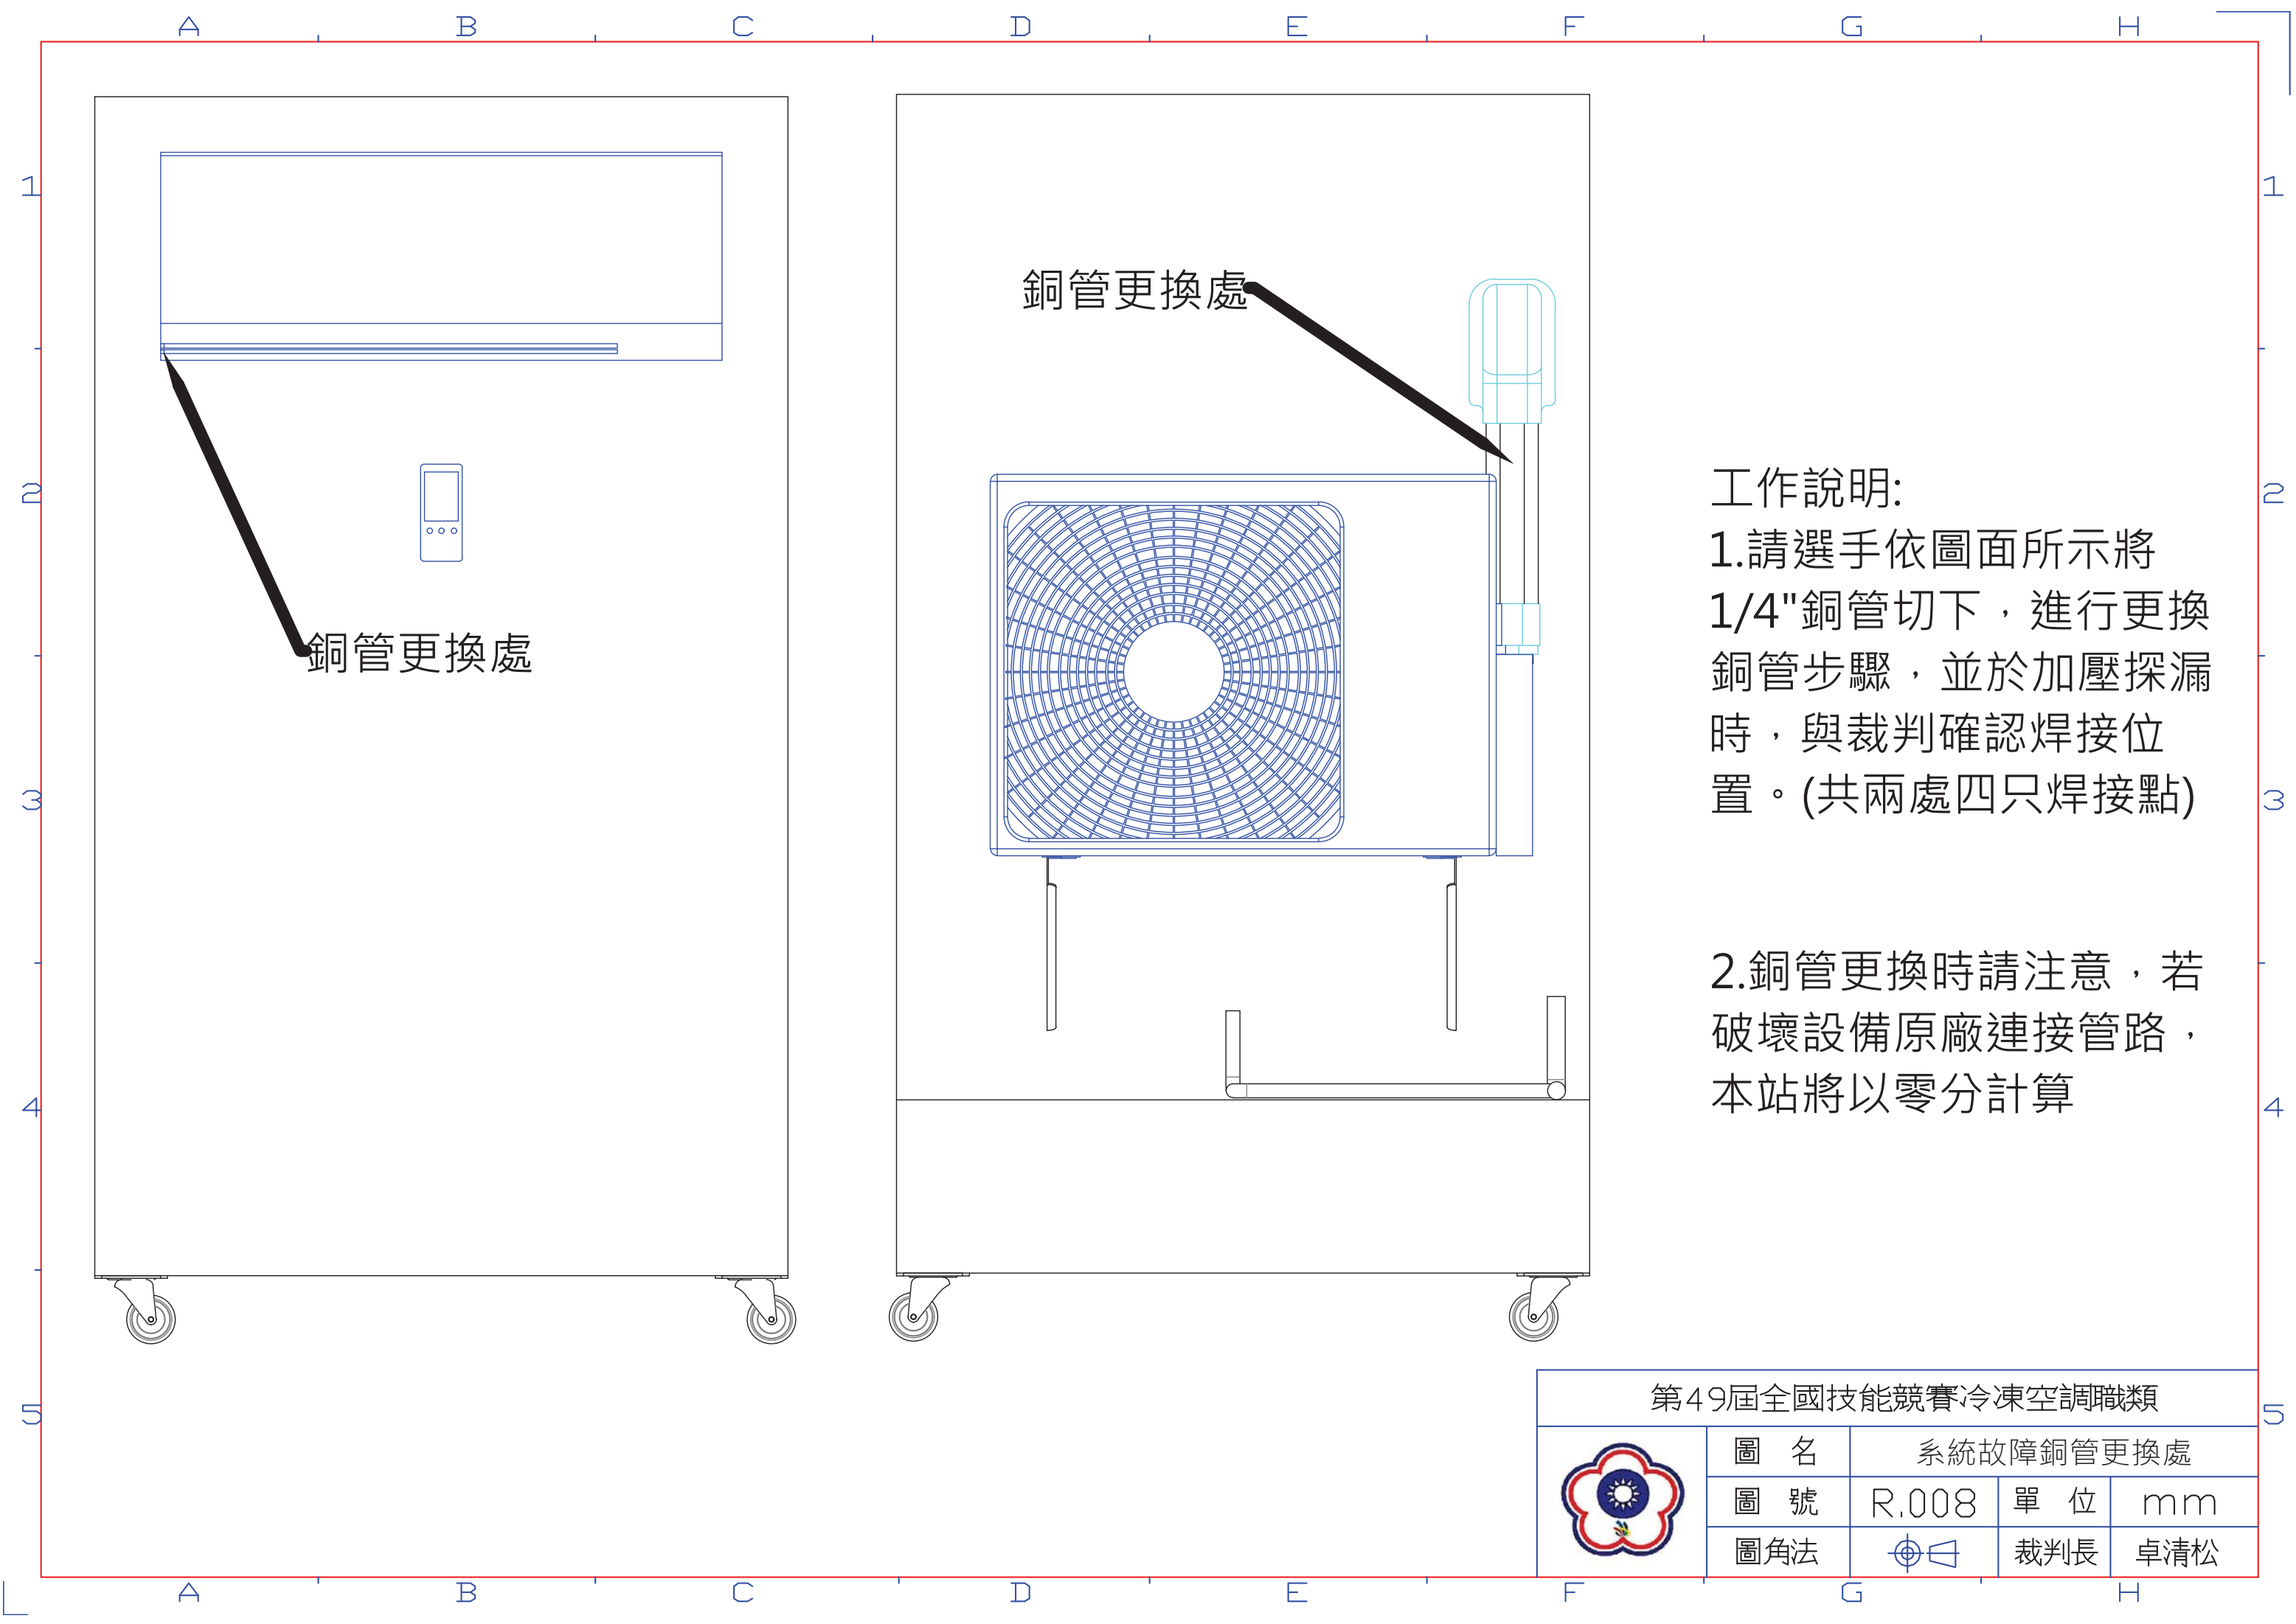 A B C D E F G H
1 1
銅管更換處
2 2
工作說明:
1.請選手依圖面所示將
1/4"銅管切下，進行更換
銅管更換處
銅管步驟，並於加壓探漏
時，與裁判確認焊接位
置。(共兩處四只焊接點)
3 3
2.銅管更換時請注意，若
破壞設備原廠連接管路，
本站將以零分計算
4 4
第49屆全國技能競賽冷凍空調職類
5 5
圖 名 系統故障銅管更換處
圖 號 R.008 單 位 mm
圖角法 裁判長 卓清松
A B C D E F G H